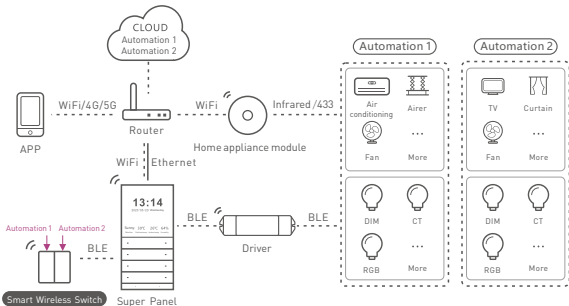 CLOUD
Automation 1
Automation 2
Automation 1
Automation 2
WiFi/4G/5G
WiFi
Infrared /433
Router
APP
Home appliance module
WiFi
Ethernet
Air
conditioning
Airer
Fan
...
More
TV
Curtain
Fan
...
More
13:14
BLE
Driver
BLE
DIM
CT
RGB
...
More
DIM
CT
RGB
...
More
Automation 1
Automation 2
BLE
Smart Wireless Switch
Super Panel